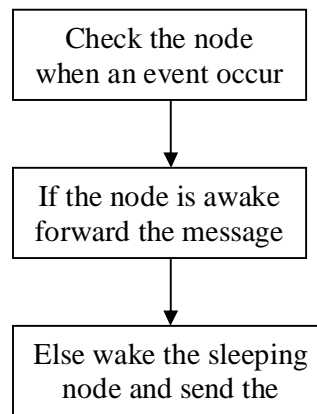 Check the node
when an event occur
If the node is awake
forward the message
Else wake the sleeping
node and send the